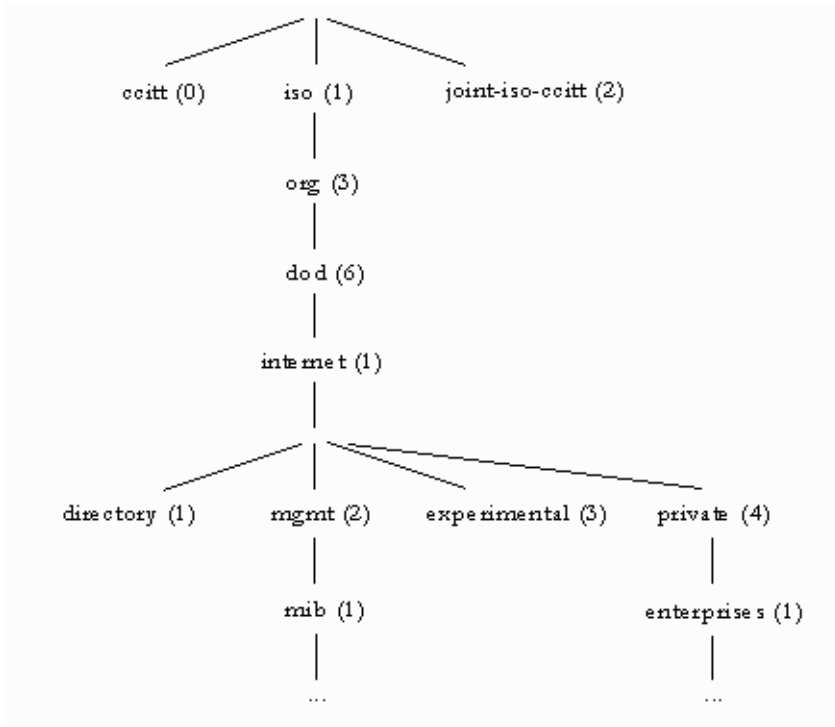 ccitt (0) iso (1) joint-iso-ccitt (2)
org (3)
dod (6)
internet (1)
directory (1) mgmt (2) experimental (3) private (4)
mib (1) enterprises (1)
... ...